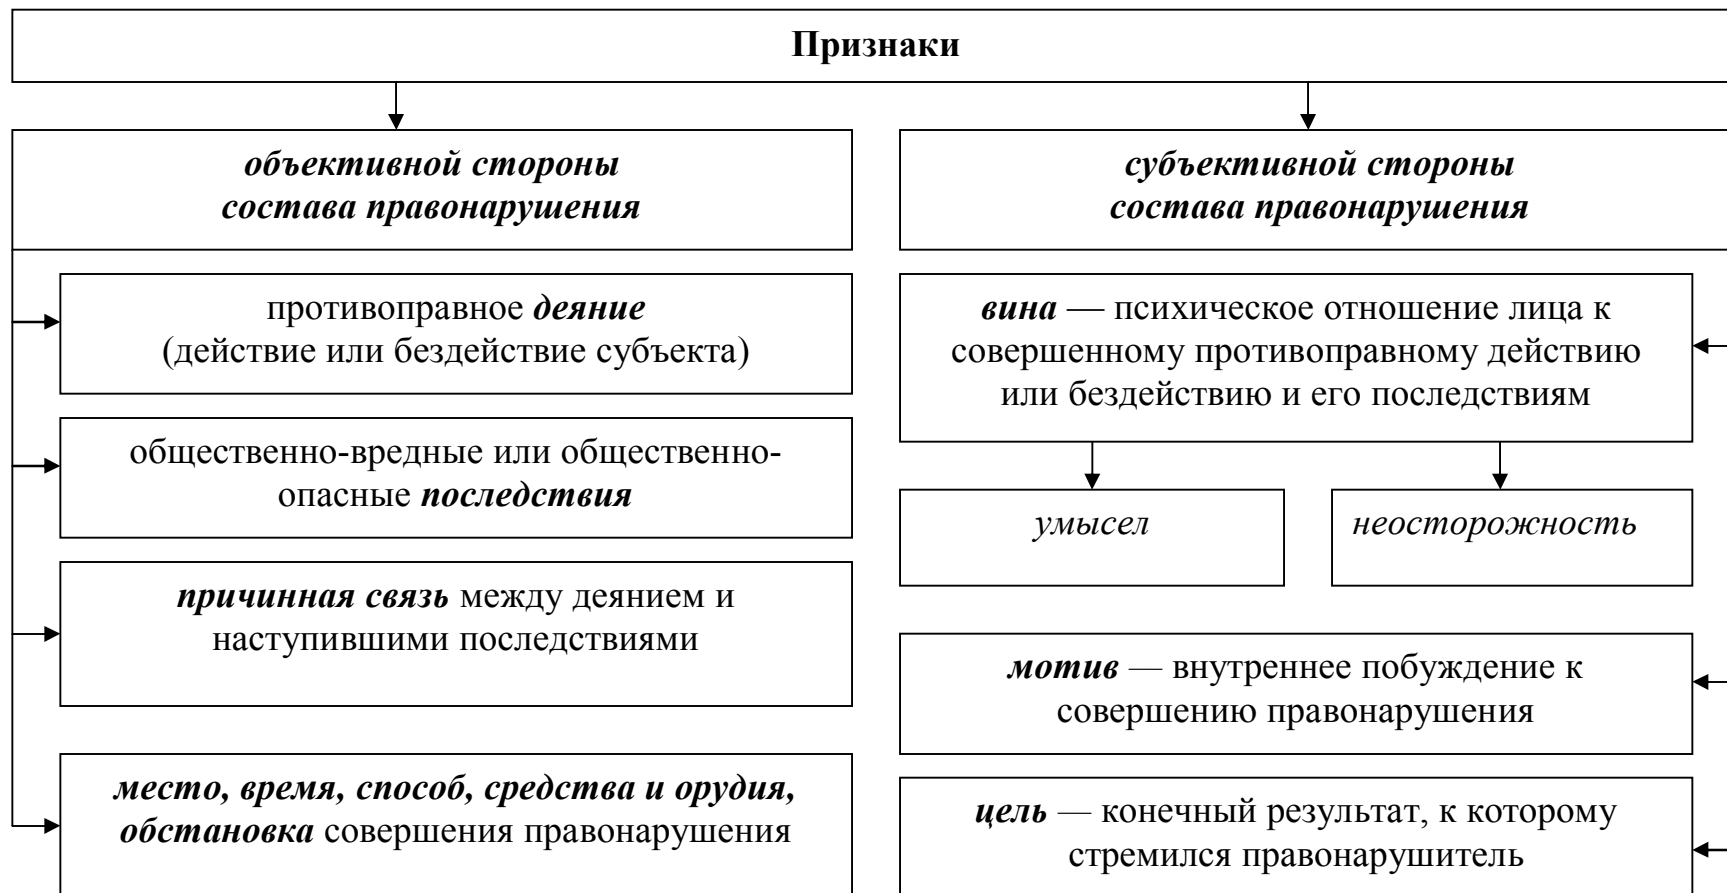 Признаки
объективной стороны
состава правонарушения
противоправное деяние
(действие или бездействие субъекта)
общественно-вредные или общественно-
опасные последствия
причинная связь между деянием и
наступившими последствиями
место, время, способ, средства и орудия,
обстановка совершения правонарушения
субъективной стороны
состава правонарушения
вина — психическое отношение лица к
совершенному противоправному действию
или бездействию и его последствиям
умысел
неосторожность
мотив — внутреннее побуждение к
совершению правонарушения
цель — конечный результат, к которому
стремился правонарушитель